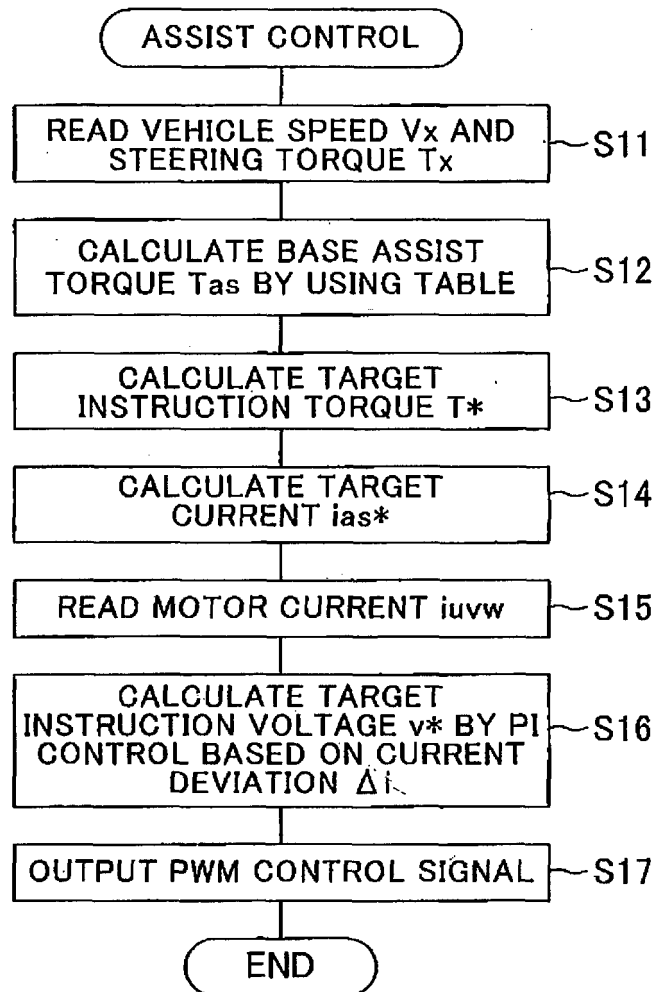 ASSIST CONTROL
READ VEHICLE SPEED Vx AND
STEERING TORQUE Tx
S11
CALCULATE BASE ASSIST
TORQUE Tas BY USING TABLE
S12
CALCULATE TARGET
INSTRUCTION TORQUE T*
S13
CALCULATE TARGET
CURRENT ias*
S14
READ MOTOR CURRENT iuvw
S15
CALCULATE TARGET
INSTRUCTION VOLTAGE v* BY PI
CONTROL BASED ON CURRENT
DEVIATION Δi
S16
OUTPUT PWM CONTROL SIGNAL
S17
END